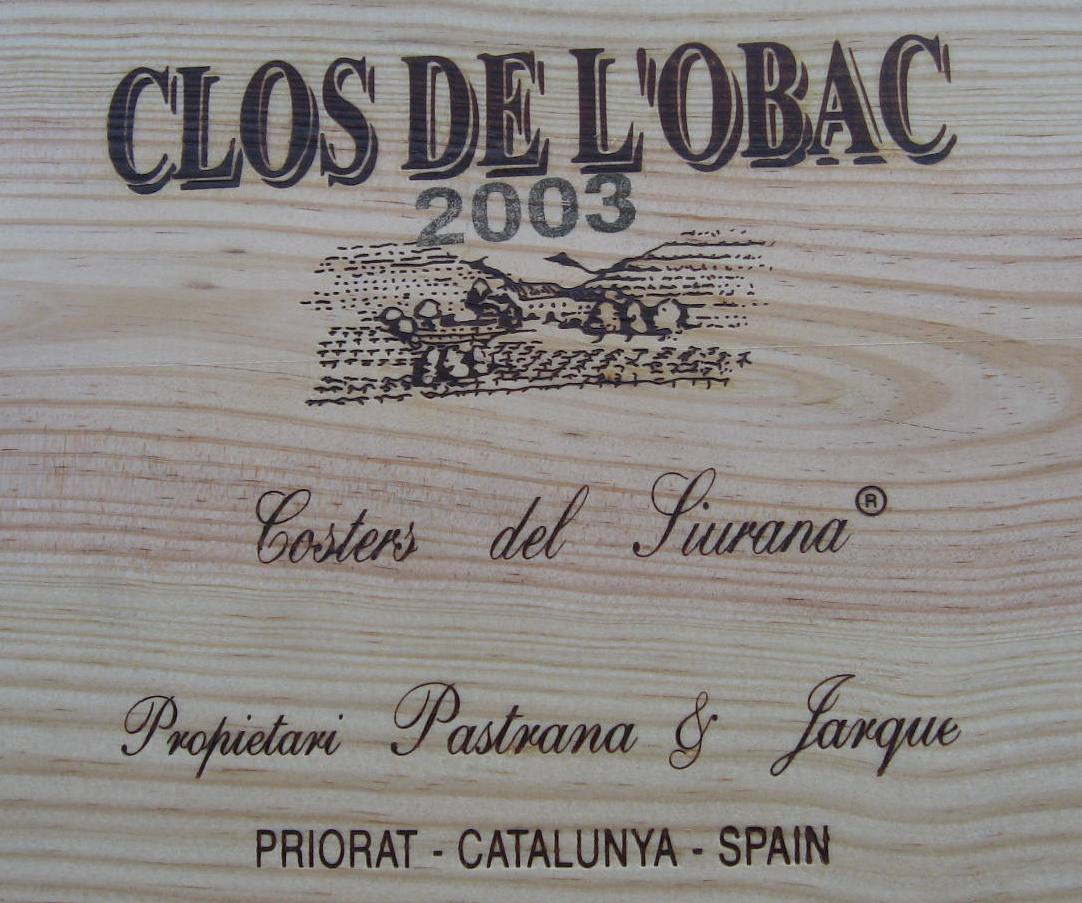 CLOS DE L'OBAC
2003
Costers del Siurana®
Propietari Pastrana & Jarque
PRIORAT - CATALUNYA - SPAIN